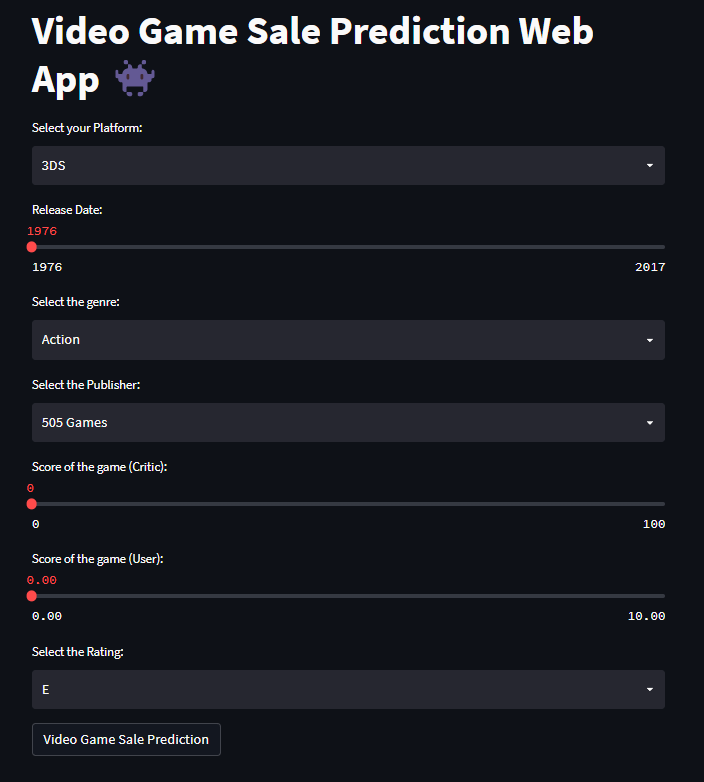 Video Game Sale Prediction Web
App
Select your Platform:
3DS
Release Date:
1976
1976 2017
Select the genre:
Action
Select the Publisher:
505 Games
Score of the game (Critic):
0
0 100
Score of the game (User):
0.00
0.00 10.00
Select the Rating:
E
Video Game Sale Prediction